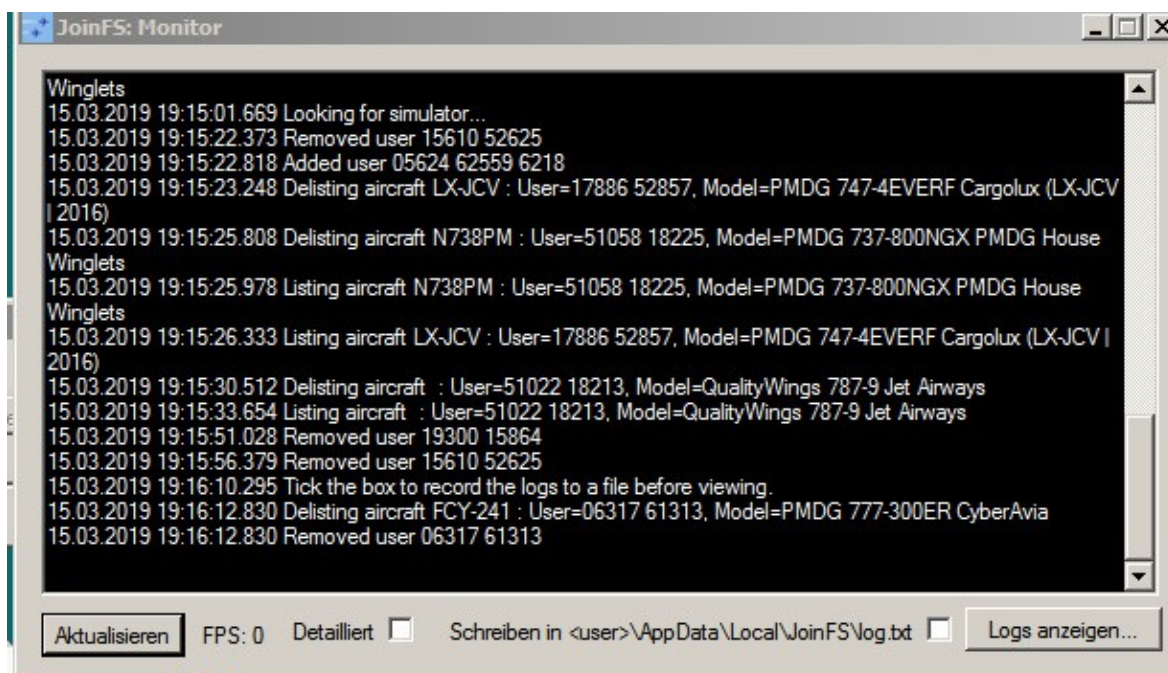 JoinFS: Monitor
Winglets
15.03.2019 19:15:01.669 Looking for simulator...
15.03.2019 19:15:22.373 Removed user 15610 52625
15.03.2019 19:15:22.818 Added user 05624 62559 6218
15.03.2019 19:15:23.248 Delisting aircraft LX-JCV : User=17886 52857, Model=PMDG 747-4EVERF Cargolux (LX-JCV
| 2016)
15.03.2019 19:15:25.808 Delisting aircraft N738PM : User=51058 18225, Model=PMDG 737-800NGX PMDG House
Winglets
15.03.2019 19:15:25.978 Listing aircraft N738PM : User=51058 18225, Model=PMDG 737-800NGX PMDG House
Winglets
15.03.2019 19:15:26.333 Listing aircraft LX-JCV : User=17886 52857, Model=PMDG 747-4EVERF Cargolux (LX-JCV |
2016)
15.03.2019 19:15:30.512 Delisting aircraft  : User=51022 18213, Model=QualityWings 787-9 Jet Airways
15.03.2019 19:15:33.654 Listing aircraft  : User=51022 18213, Model=QualityWings 787-9 Jet Airways
15.03.2019 19:15:51.028 Removed user 19300 15864
15.03.2019 19:15:56.379 Removed user 15610 52625
15.03.2019 19:16:10.295 Tick the box to record the logs to a file before viewing.
15.03.2019 19:16:12.830 Delisting aircraft FCY-241 : User=06317 61313, Model=PMDG 777-300ER CyberAvia
15.03.2019 19:16:12.830 Removed user 06317 61313
Aktualisieren FPS: 0 Detailliert Schreiben in <user>\AppData\Local\JoinFS\log.txt Logs anzeigen...